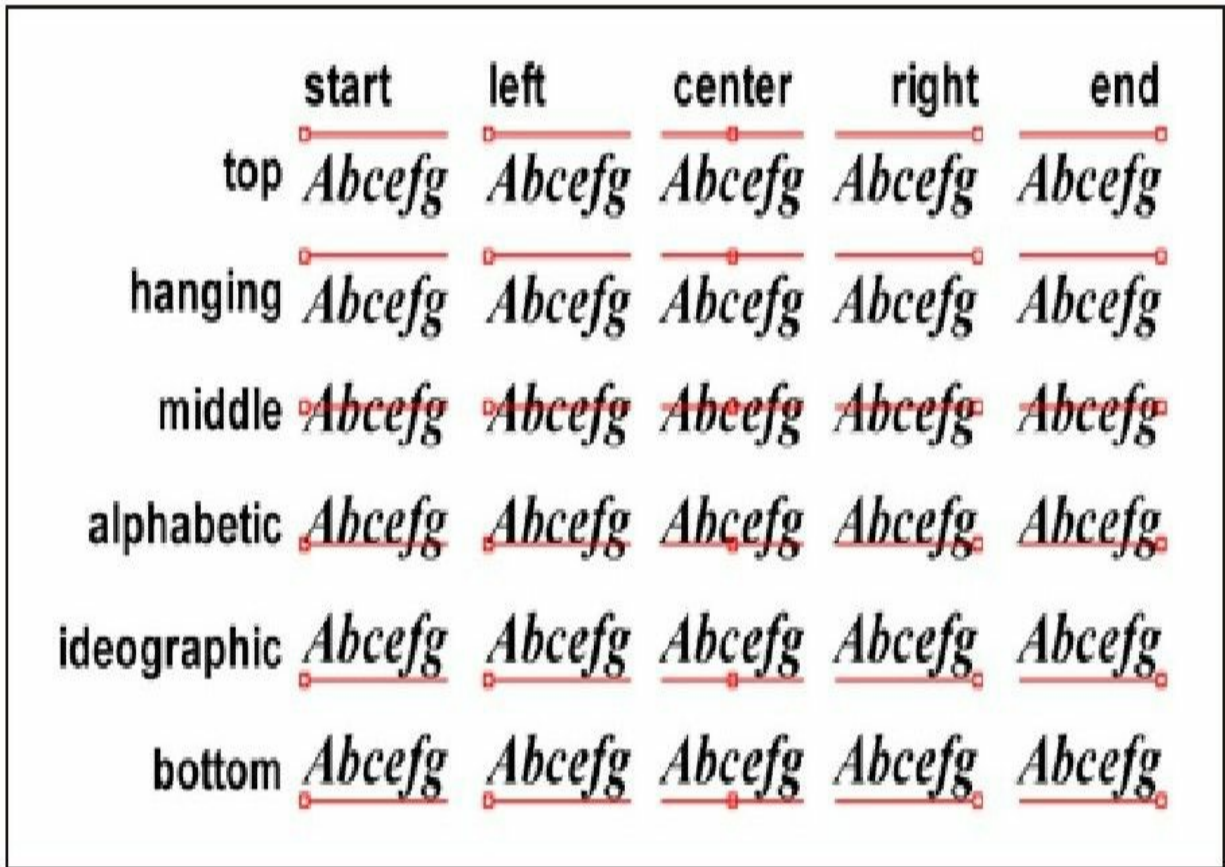 start left center right end
top Abcefg Abcefg Abcefg Abcefg Abcefg
hanging Abcefg Abcefg Abcefg Abcefg Abcefg
middle Abcefg Abcefg Abcefg Abcefg Abcefg
alphabetic Abcefg Abcefg Abcefg Abcefg Abcefg
ideographic Abcefg Abcefg Abcefg Abcefg Abcefg
bottom Abcefg Abcefg Abcefg Abcefg Abcefg